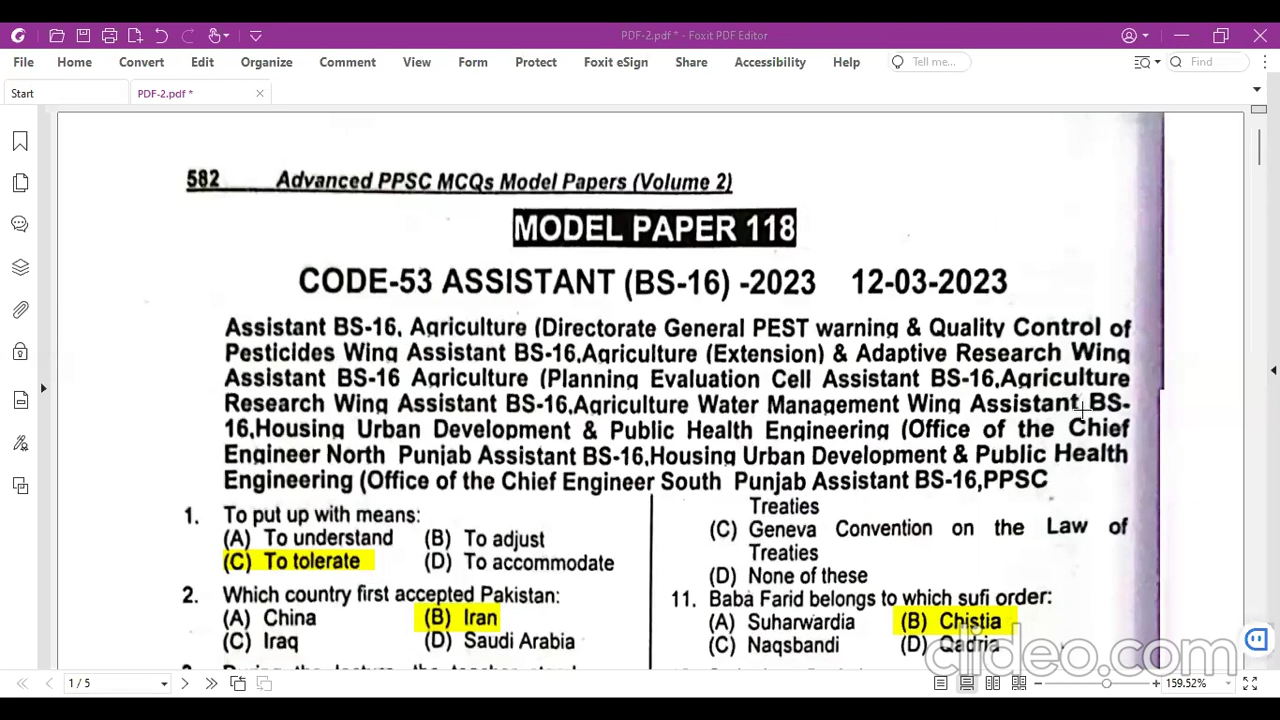 PDF-2.pdf * - Foxit PDF Editor
File Home Convert Edit Organize Comment View Form Protect Foxit eSign Share Accessibility Help Tell me... Find
Start PDF-2.pdf *
582 Advanced PPSC MCQs Model Papers (Volume 2)
MODEL PAPER 118
CODE-53 ASSISTANT (BS-16) -2023 12-03-2023
Assistant BS-16, Agriculture (Directorate General PEST warning & Quality Control of
Pesticides Wing Assistant BS-16,Agriculture (Extension) & Adaptive Research Wing
Assistant BS-16 Agriculture (Planning Evaluation Cell Assistant BS-16,Agriculture
Research Wing Assistant BS-16,Agriculture Water Management Wing Assistant BS-
16,Housing Urban Development & Public Health Engineering (Office of the Chief
Engineer North Punjab Assistant BS-16,Housing Urban Development & Public Health
Engineering (Office of the Chief Engineer South Punjab Assistant BS-16,PPSC
1. To put up with means:
(A) To understand (B) To adjust
(C) To tolerate (D) To accommodate
2. Which country first accepted Pakistan:
(A) China (B) Iran
(C) Iraq (D) Saudi Arabia
Treaties
(C) Geneva Convention on the Law of
Treaties
(D) None of these
11. Baba Farid belongs to which sufi order:
(A) Suharwardia (B) Chistia
(C) Naqsbandi (D) Qadria
clideo.com
1 / 5 159.52%